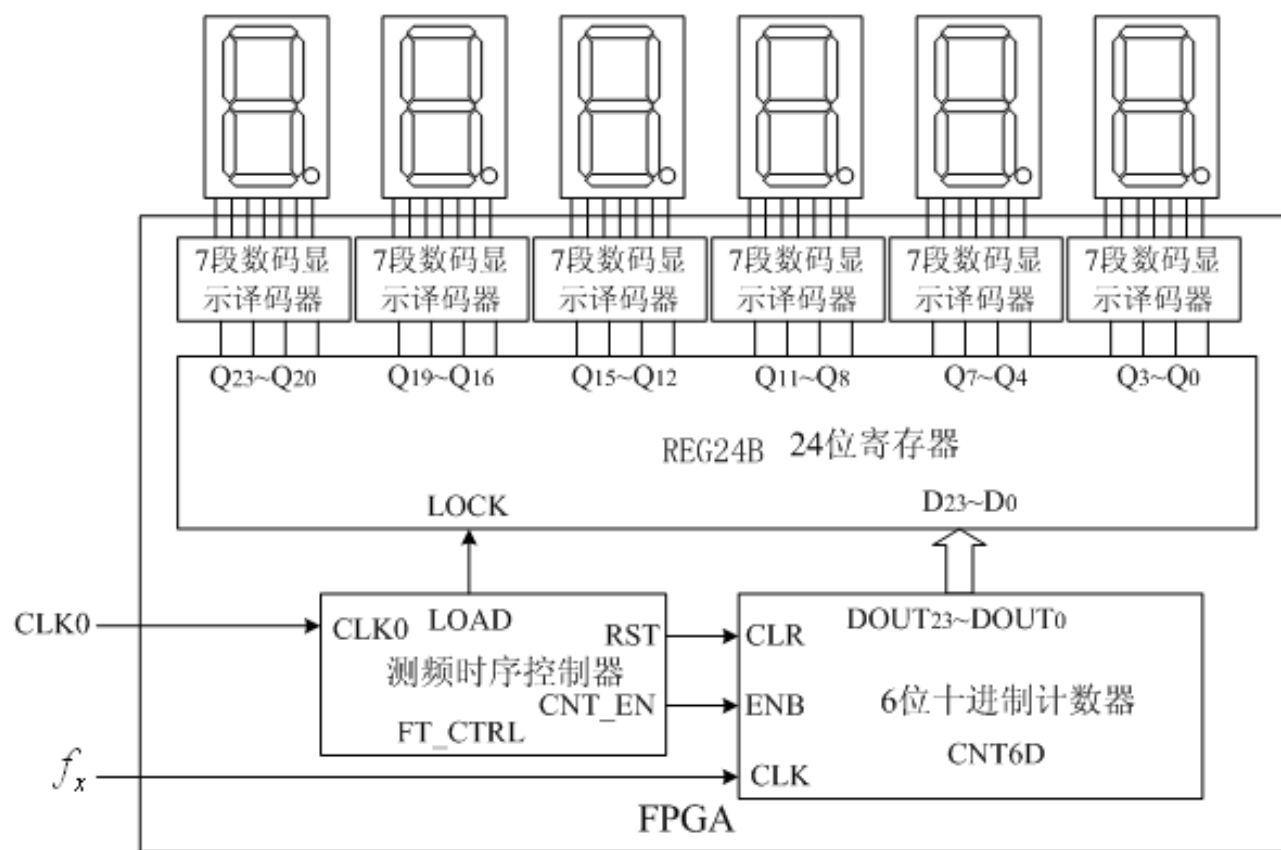 7段数码显
示译码器
7段数码显
示译码器
7段数码显
示译码器
7段数码显
示译码器
7段数码显
示译码器
7段数码显
示译码器
Q23~Q20
Q19~Q16
Q15~Q12
Q11~Q8
Q7~Q4
Q3~Q0
REG24B 24位寄存器
LOCK
D23~D0
CLK0
CLK0
LOAD
RST
测频时序控制器
CNT_EN
FT_CTRL
DOUT23~DOUT0
CLR
ENB
6位十进制计数器
CNT6D
CLK
fx
FPGA